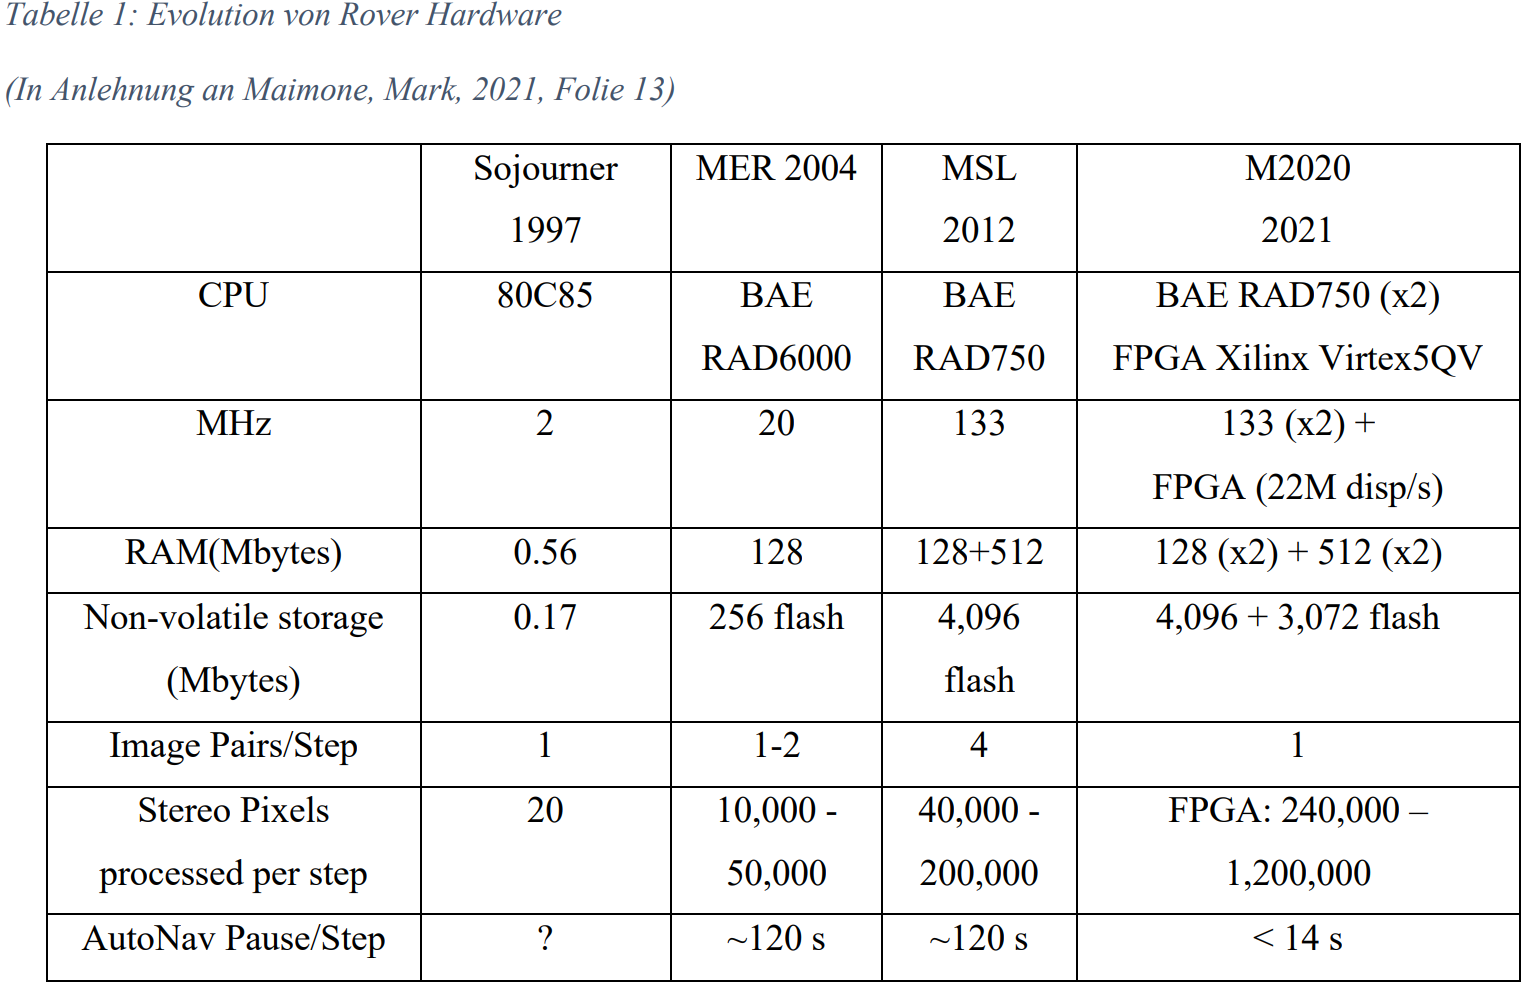 Tabelle 1: Evolution von Rover Hardware
(In Anlehnung an Maimone, Mark, 2021, Folie 13)
Sojourner
1997
MER 2004
MSL
2012
M2020
2021
CPU
80C85
BAE
RAD6000
BAE
RAD750
BAE RAD750 (x2)
FPGA Xilinx Virtex5QV
MHz
2
20
133
133 (x2) +
FPGA (22M disp/s)
RAM(Mbytes)
0.56
128
128+512
128 (x2) + 512 (x2)
Non-volatile storage
(Mbytes)
0.17
256 flash
4,096
flash
4,096 + 3,072 flash
Image Pairs/Step
1
1-2
4
1
Stereo Pixels
processed per step
20
10,000 -
50,000
40,000 -
200,000
FPGA: 240,000 –
1,200,000
AutoNav Pause/Step
?
~120 s
~120 s
< 14 s